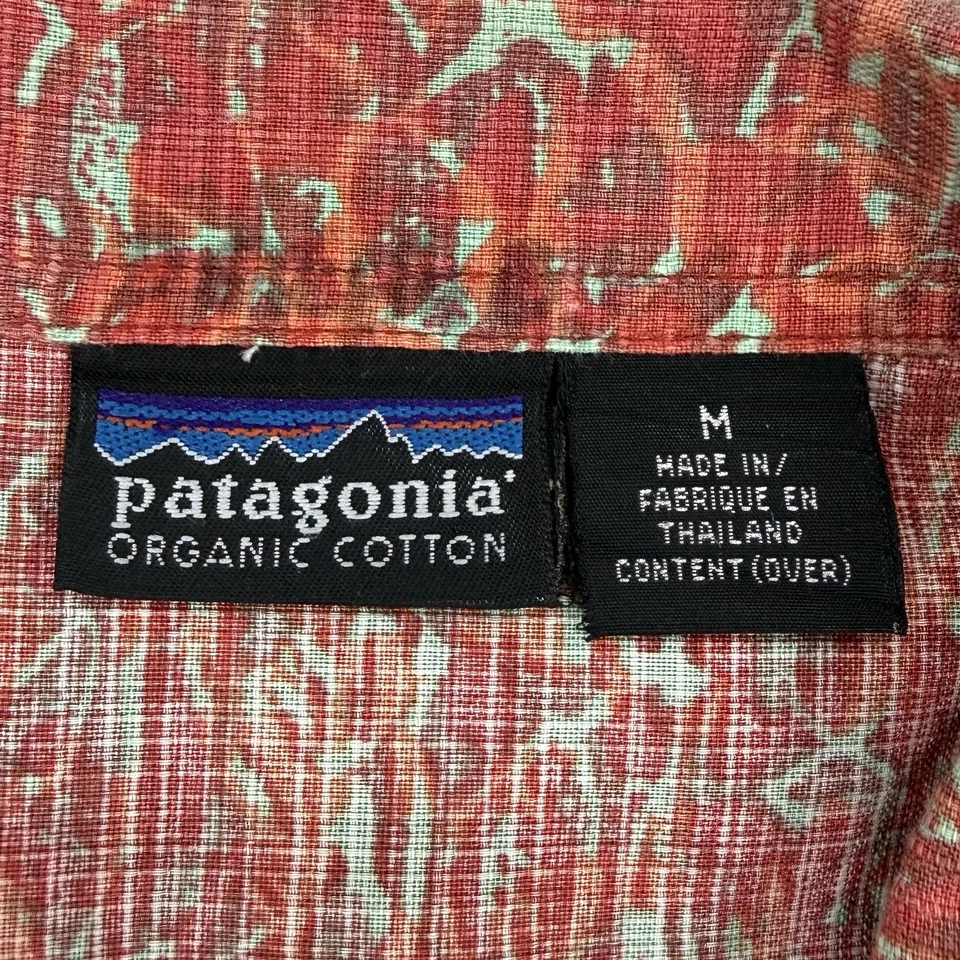 patagonia®
ORGANIC COTTON
M
MADE IN/
FABRIQUE EN
THAILAND
CONTENT (OVER)